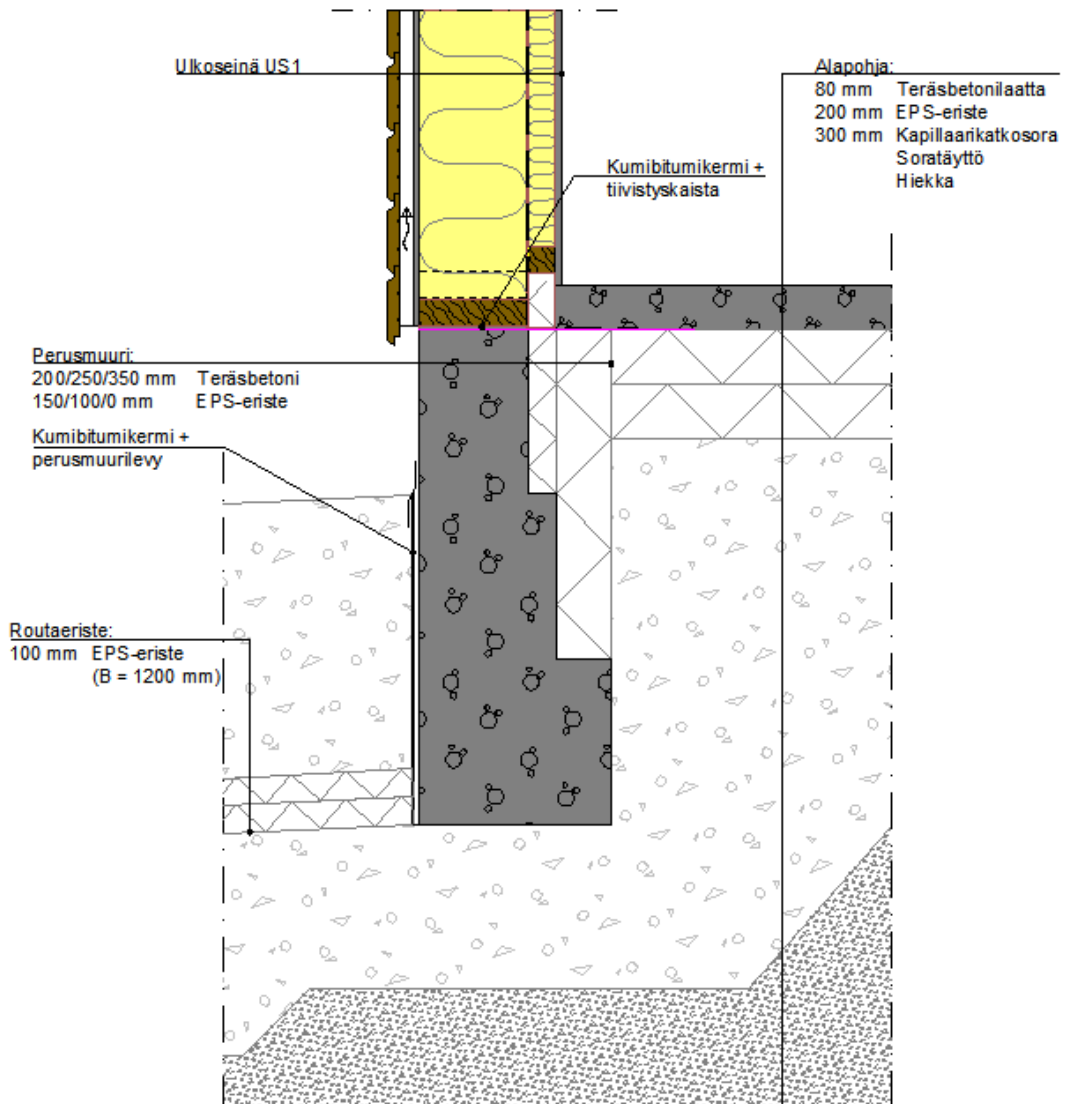 Ulkoseinä US1
Alapohja:
80 mm Teräsbetonilaatta
200 mm EPS-eriste
300 mm Kapillaarikatkosora
Soratäyttö
Hiekka
Kumibitumikermi +
tiivistyskaista
Perusmuuri:
200/250/350 mm Teräsbetoni
150/100/0 mm EPS-eriste
Kumibitumikermi +
perusmuurilevy
Routaeriste:
100 mm EPS-eriste
(B = 1200 mm)